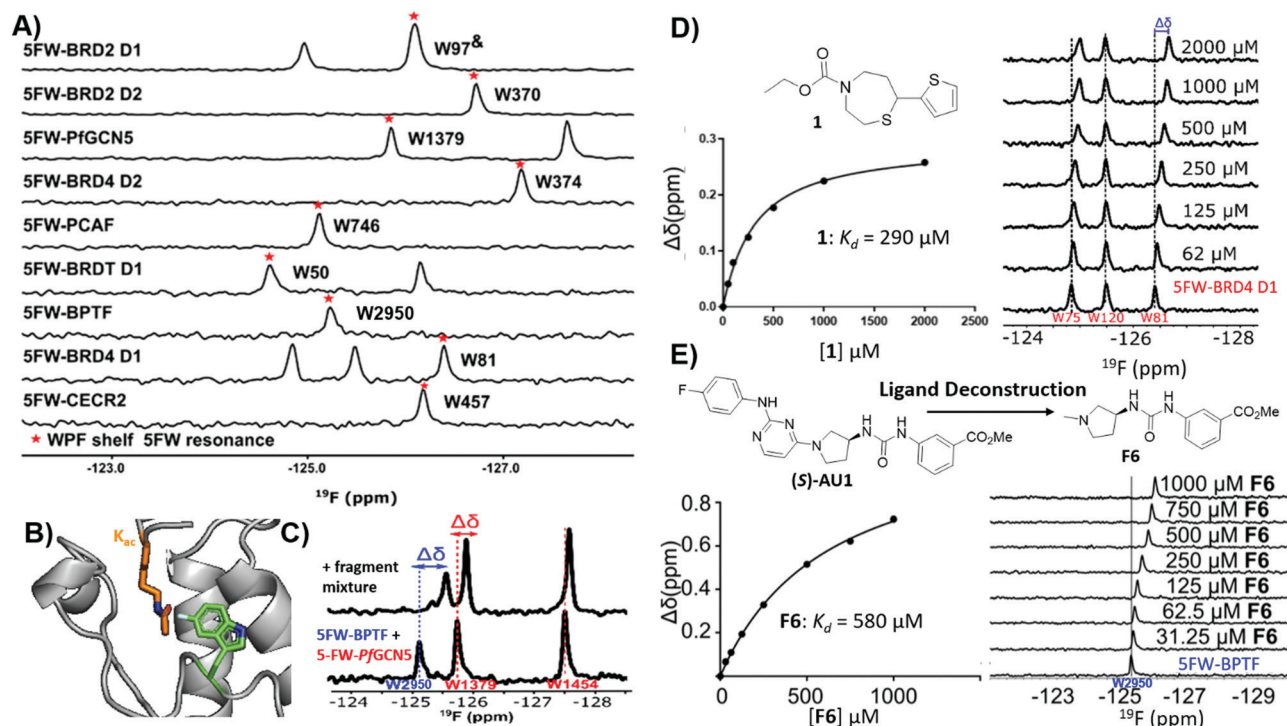 A)
5FW-BRD2 D1
W97&
5FW-BRD2 D2
W370
5FW-PfGCN5
W1379
5FW-BRD4 D2
W374
5FW-PCAF
W746
5FW-BRDT D1
W50
5FW-BPTF
W2950
5FW-BRD4 D1
W81
5FW-CECR2
W457
★ WPF shelf 5FW resonance
-123.0 -125.0 -127.0
¹⁹F (ppm)
B)
Kac
C)
Δδ Δδ
+ fragment
mixture
5FW-BPTF +
5-FW-PfGCN5
W2950 W1379 W1454
-124 -125 -126 -127 -128
¹⁹F (ppm)
D)
O
O
N
S
S
1
Δδ(ppm)
0.3
0.2
0.1
0.0
1: Kd = 290 µM
0 500 1000 1500 2000 2500
[1] µM
Δδ
2000 µM
1000 µM
500 µM
250 µM
125 µM
62 µM
5FW-BRD4 D1
W75 W120 W81
-124 -126 -128
¹⁹F (ppm)
E)
Ligand Deconstruction
F
NH
N
N
N
H
N
H
N
O
CO₂Me
(S)-AU1
N
H
N
H
N
O
CO₂Me
F6
Δδ(ppm)
0.8
0.6
0.4
0.2
F6: Kd = 580 µM
0 500 1000
[F6] µM
1000 µM F6
750 µM F6
500 µM F6
250 µM F6
125 µM F6
62.5 µM F6
31.25 µM F6
5FW-BPTF
W2950
-123 -125 -127 -129
¹⁹F (ppm)